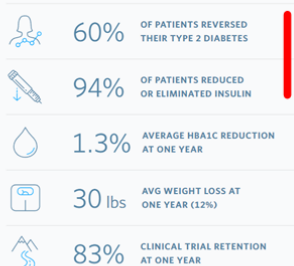 60% OF PATIENTS REVERSED
THEIR TYPE 2 DIABETES
94% OF PATIENTS REDUCED
OR ELIMINATED INSULIN
1.3% AVERAGE HBA1C REDUCTION
AT ONE YEAR
30 lbs AVG WEIGHT LOSS AT
ONE YEAR (12%)
83% CLINICAL TRIAL RETENTION
AT ONE YEAR